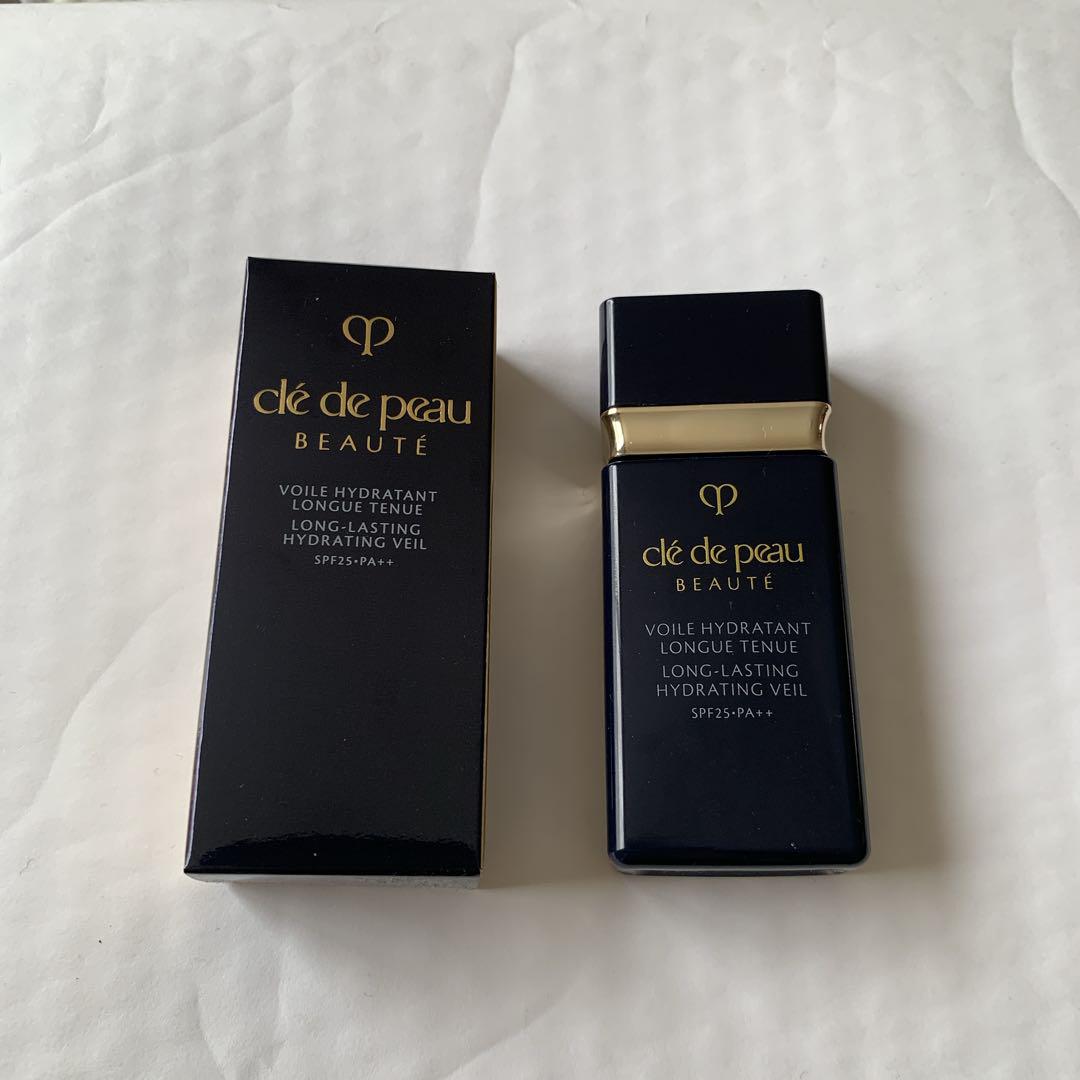 clé de peau
BEAUTÉ
VOILE HYDRATANT
LONGUE TENUE
LONG-LASTING
HYDRATING VEIL
SPF25•PA++
clé de peau
BEAUTÉ
VOILE HYDRATANT
LONGUE TENUE
LONG-LASTING
HYDRATING VEIL
SPF25•PA++